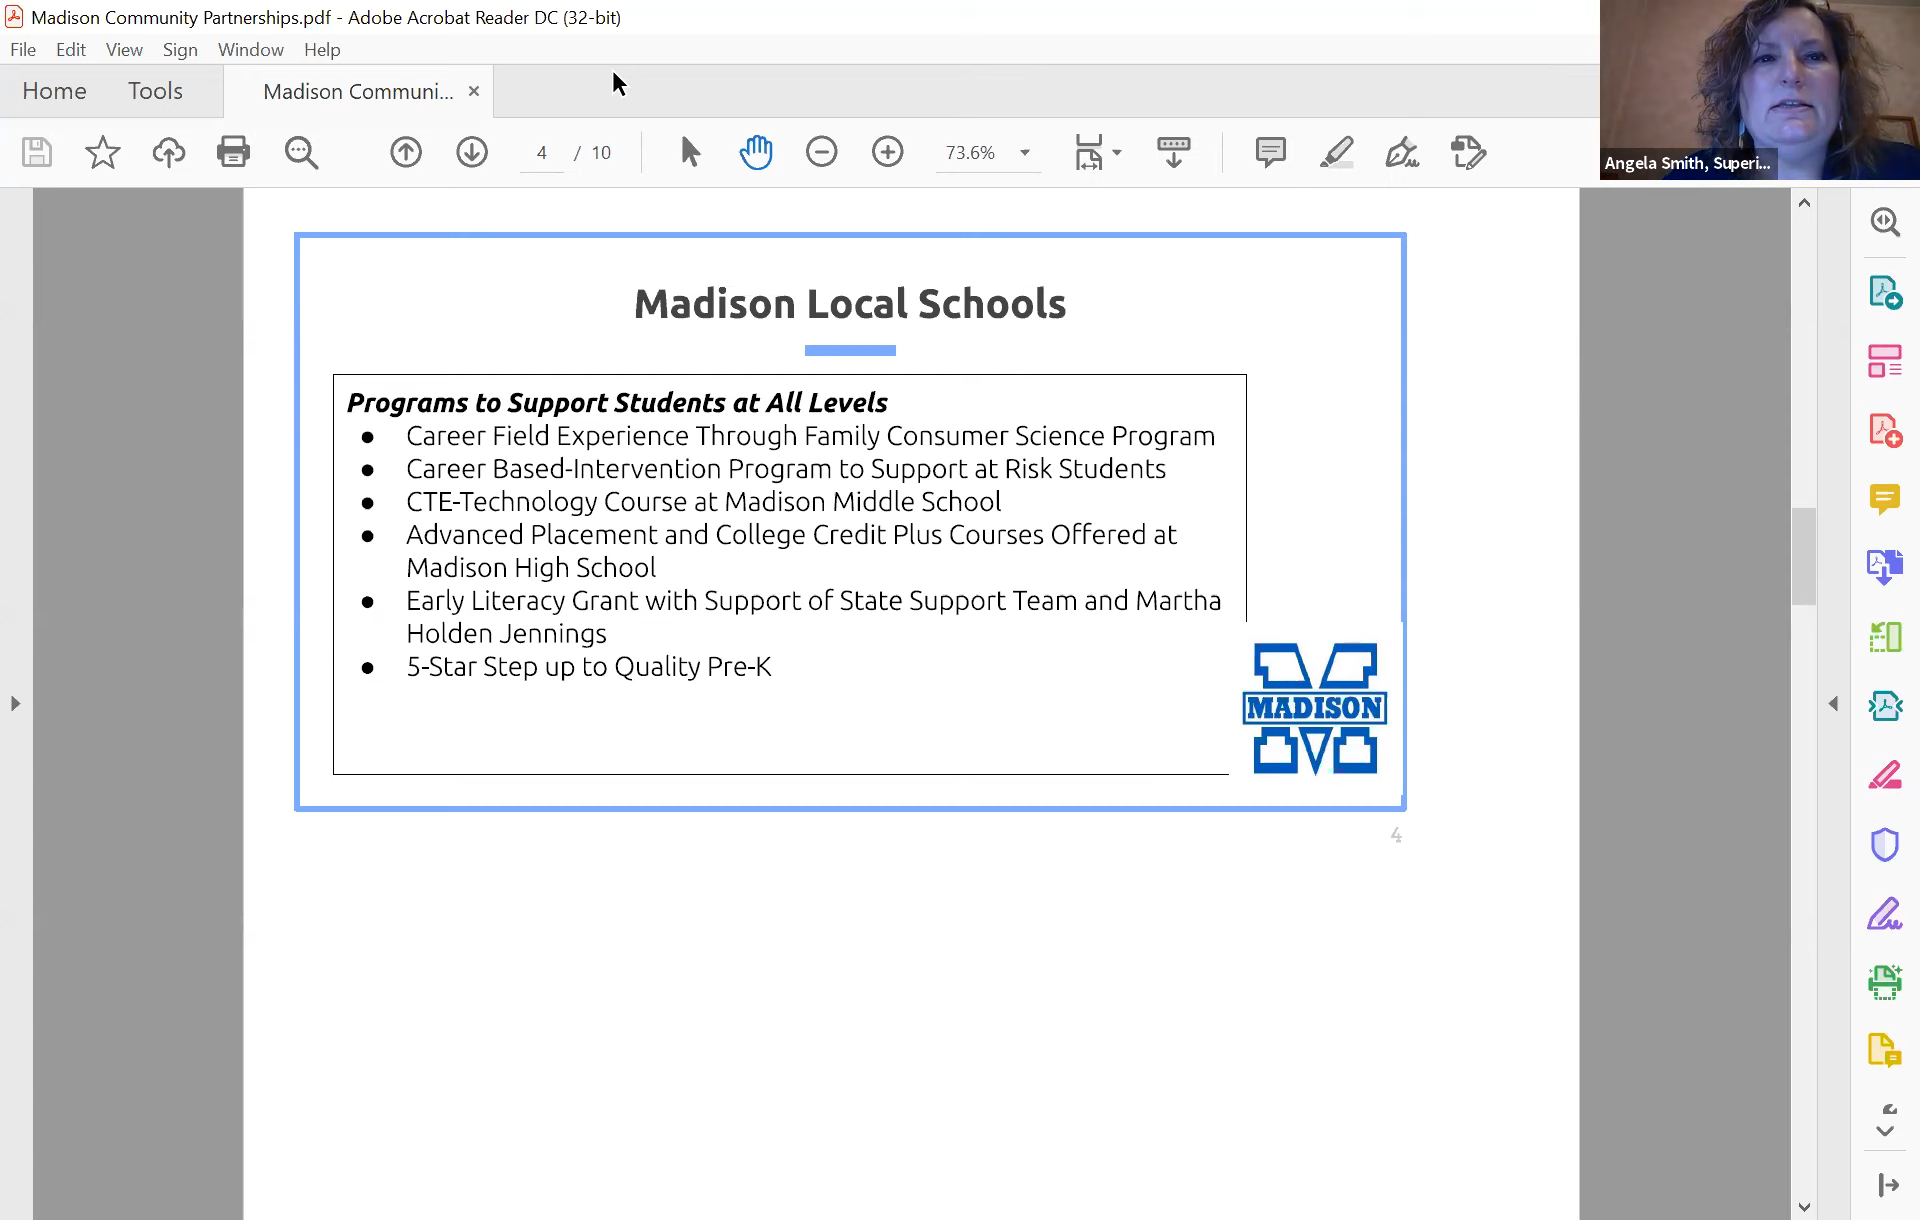 Madison Community Partnerships.pdf - Adobe Acrobat Reader DC (32-bit)
File Edit View Sign Window Help
Home Tools Madison Communi... ×
4 / 10 73.6%
Angela Smith, Superi...
Madison Local Schools
Programs to Support Students at All Levels
● Career Field Experience Through Family Consumer Science Program
● Career Based-Intervention Program to Support at Risk Students
● CTE-Technology Course at Madison Middle School
● Advanced Placement and College Credit Plus Courses Offered at
Madison High School
● Early Literacy Grant with Support of State Support Team and Martha
Holden Jennings
● 5-Star Step up to Quality Pre-K
MADISON
4